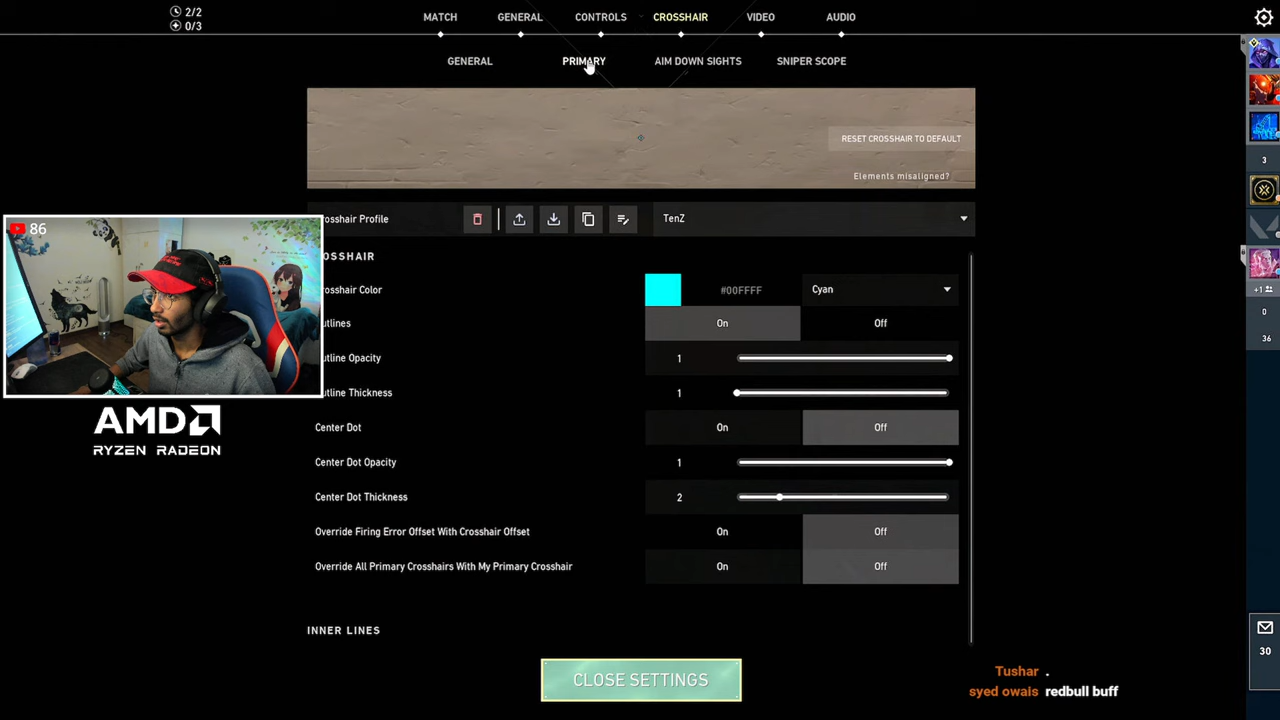 2/2
0/3
MATCH
GENERAL
CONTROLS
CROSSHAIR
VIDEO
AUDIO
GENERAL
PRIMARY
AIM DOWN SIGHTS
SNIPER SCOPE
RESET CROSSHAIR TO DEFAULT
Elements misaligned?
3
rosshair Profile
TenZ
86
ROSSHAIR
rosshair Color
#00FFFF
Cyan
+1
0
utlines
On
Off
36
utline Opacity
1
utline Thickness
1
AMD
RYZEN RADEON
Center Dot
On
Off
Center Dot Opacity
1
Center Dot Thickness
2
Override Firing Error Offset With Crosshair Offset
On
Off
Override All Primary Crosshairs With My Primary Crosshair
On
Off
INNER LINES
30
CLOSE SETTINGS
Tushar .
syed owais redbull buff